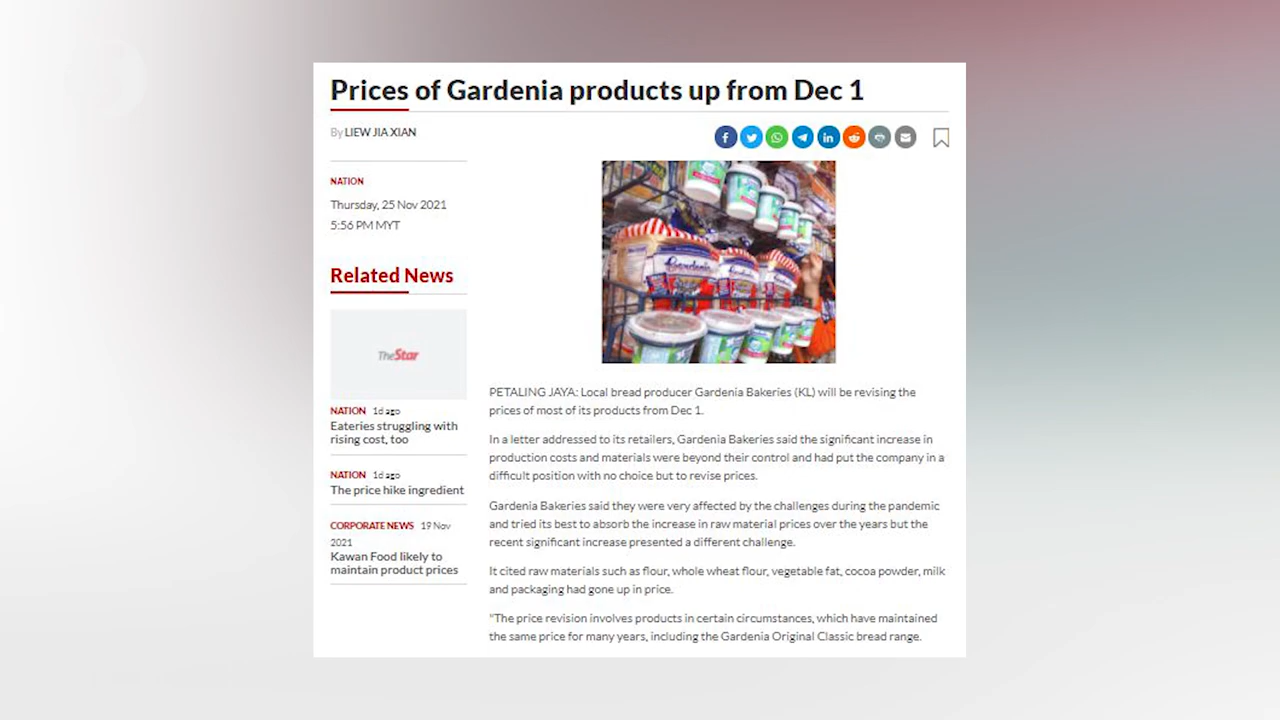 Prices of Gardenia products up from Dec 1
By LIEW JIA XIAN
NATION
Thursday, 25 Nov 2021
5:56 PM MYT
Related News
TheStar
NATION 1d ago
Eateries struggling with
rising cost, too
NATION 1d ago
The price hike ingredient
CORPORATE NEWS 19 Nov
2021
Kawan Food likely to
maintain product prices
Gardenia
PETALING JAYA: Local bread producer Gardenia Bakeries (KL) will be revising the
prices of most of its products from Dec 1.
In a letter addressed to its retailers, Gardenia Bakeries said the significant increase in
production costs and materials were beyond their control and had put the company in a
difficult position with no choice but to revise prices.
Gardenia Bakeries said they were very affected by the challenges during the pandemic
and tried its best to absorb the increase in raw material prices over the years but the
recent significant increase presented a different challenge.
It cited raw materials such as flour, whole wheat flour, vegetable fat, cocoa powder, milk
and packaging had gone up in price.
"The price revision involves products in certain circumstances, which have maintained
the same price for many years, including the Gardenia Original Classic bread range.